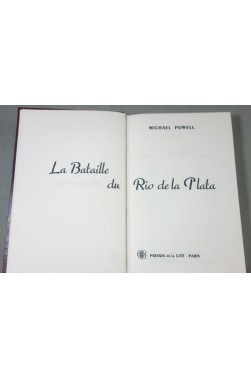 MICHAEL POWELL
La Bataille
du Rio de la Plata
PRESSES de la CITÉ - PARIS